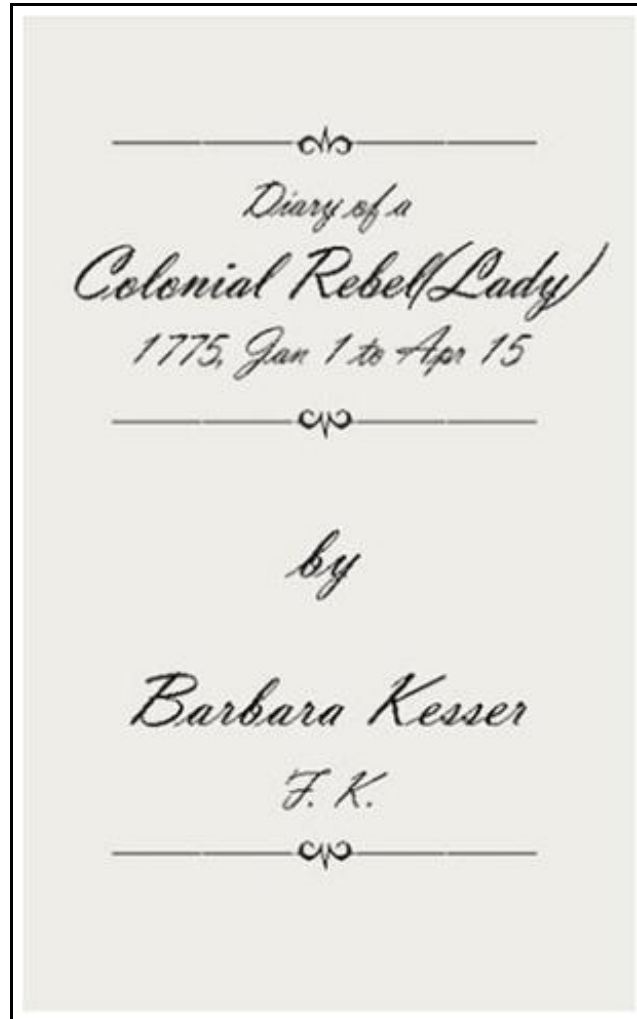 Diary of a
Colonial Rebel(Lady)
1775, Jan 1 to Apr 15
by
Barbara Kesser
F. K.